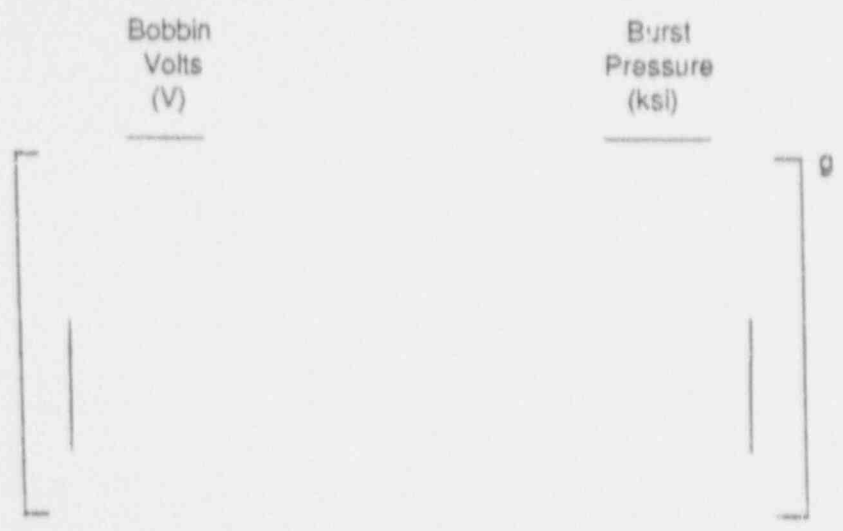 Bobbin
Volts
(V)
Burst
Pressure
(ksi)
g